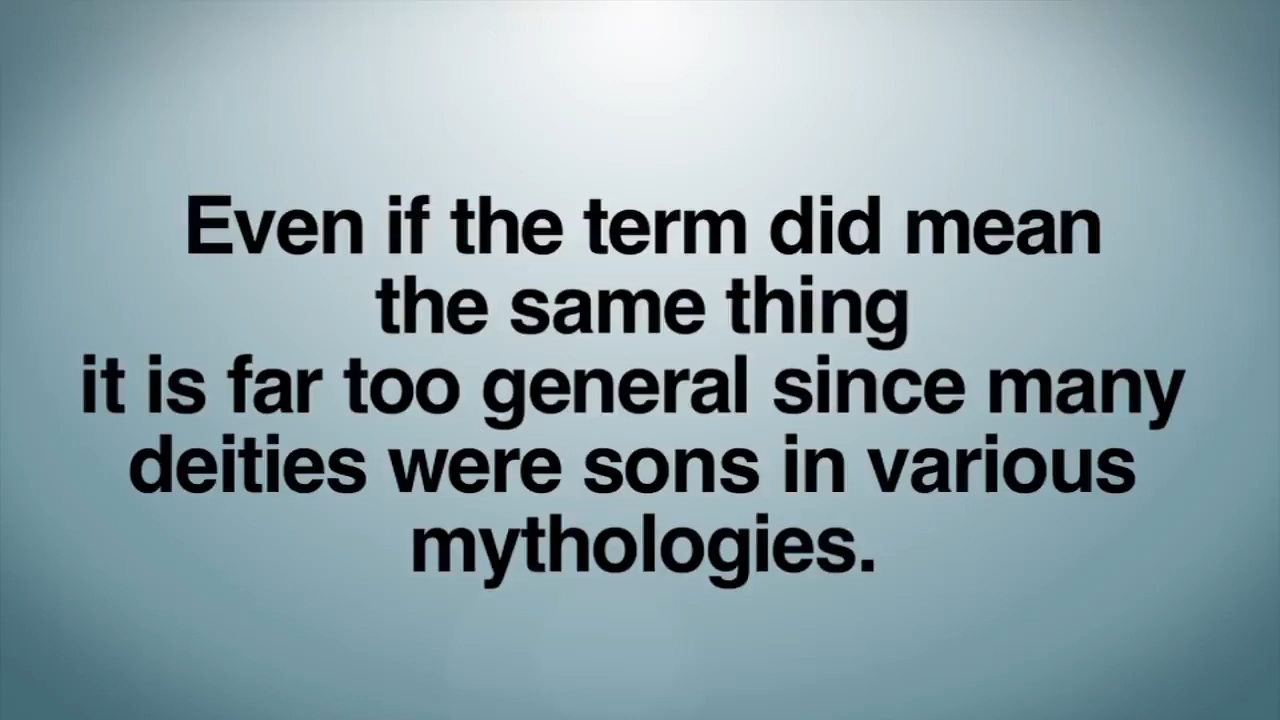 Even if the term did mean
the same thing
it is far too general since many
deities were sons in various
mythologies.